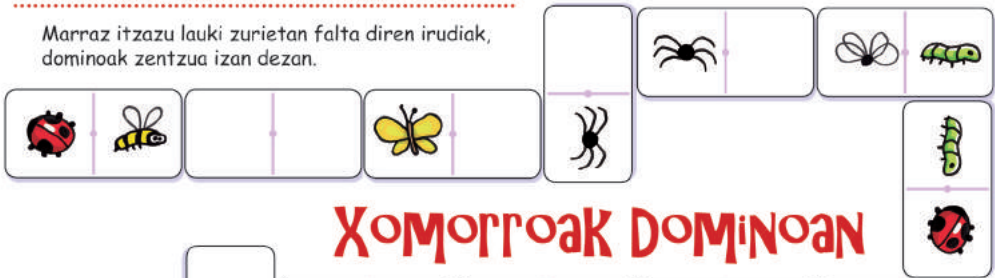 Marraz itzazu lauki zurietan falta diren irudiak,
dominoak zentzua izan dezan.
Xomorroak Dominoan